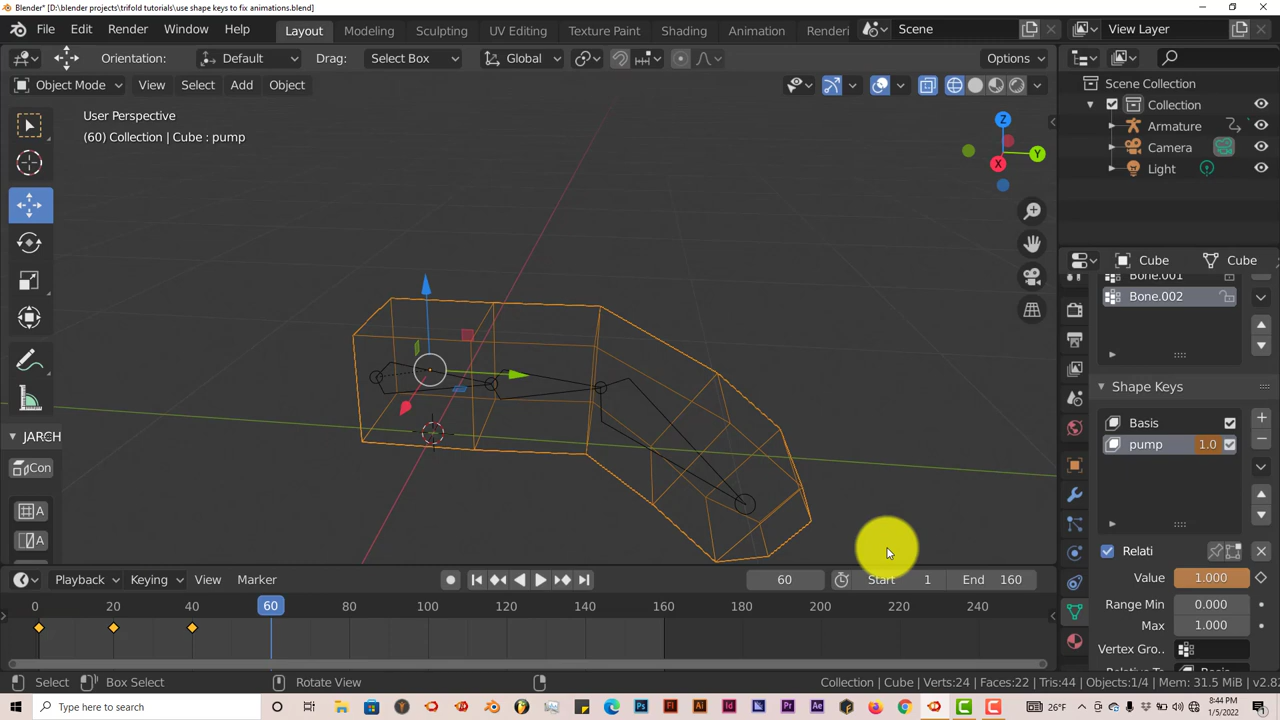 Blender* [D:\blender projects\trifold tutorials\use shape keys to fix animations.blend]
File Edit Render Window Help Layout Modeling Sculpting UV Editing Texture Paint Shading Animation Renderi Scene View Layer
Orientation: Default Drag: Select Box Global Options
Object Mode View Select Add Object
Scene Collection
Collection
Armature
Camera
Light
User Perspective
(60) Collection | Cube : pump
Z
Y
X
Cube Cube
Bone.001
Bone.002
Shape Keys
Basis
pump 1.0
JARCH
Con
A
A
Relati
Value 1.000
Range Min 0.000
Max 1.000
Vertex Gro..
Playback Keying View Marker 60 Start 1 End 160
0 20 40 60 80 100 120 140 160 180 200 220 240
Select Box Select Rotate View Collection | Cube | Verts:24 | Faces:22 | Tris:44 | Objects:1/4 | Mem: 31.5 MiB | v2.8
Type here to search
26°F
8:44 PM
1/5/2022